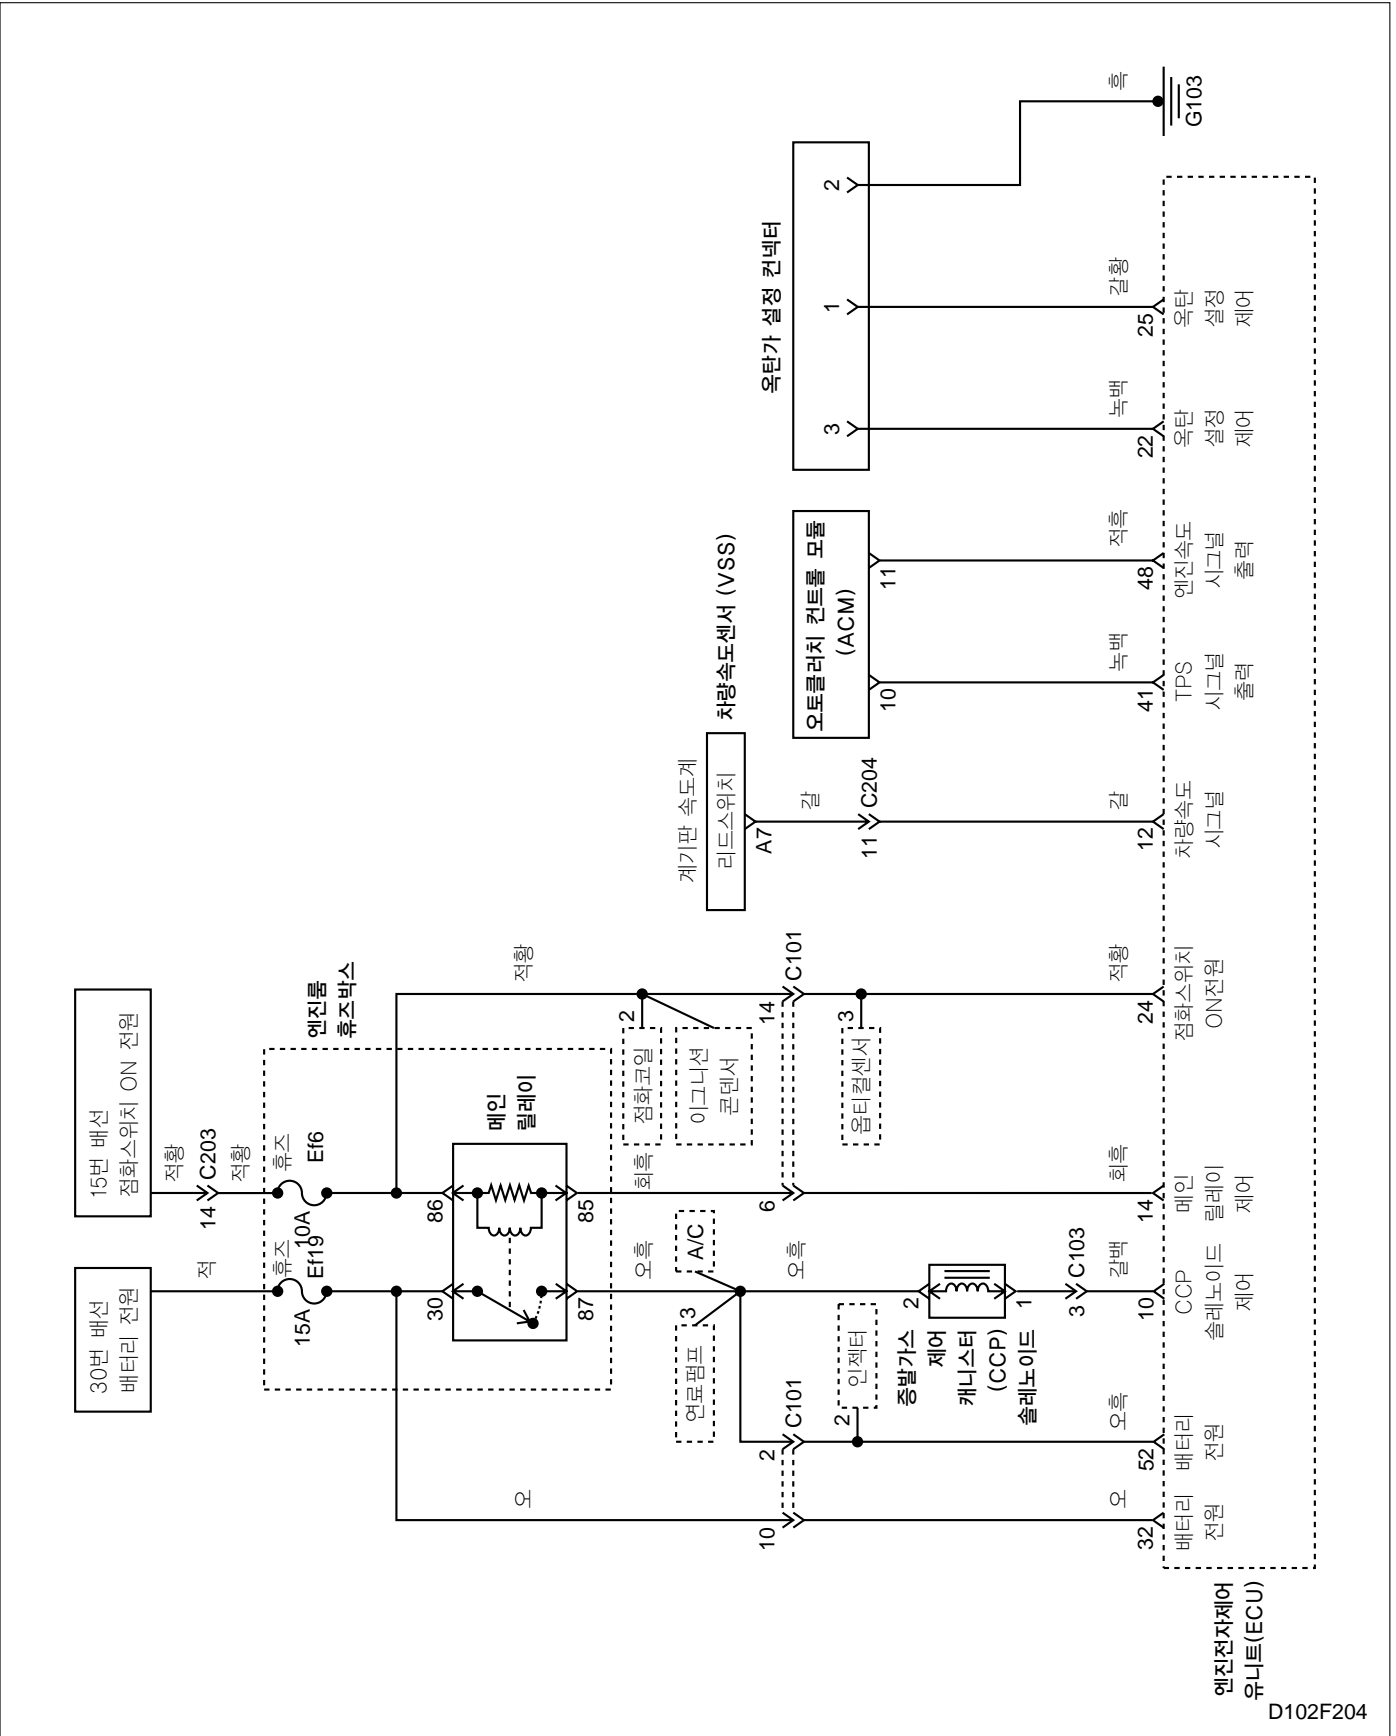 30번 배선
배터리 전원
15번 배선
점화스위치 ON 전원
적
적황
14
C203
적황
엔진룸
휴즈박스
15A
휴즈
Ef19
10A
휴즈
Ef6
30
86
메인
릴레이
87
85
오
오흑
회흑
적황
연료펌프
3
A/C
2
점화코일
이그니션
콘덴서
오흑
10
2
C101
6
14
C101
2
인젝터
3
옵티컬센서
증발가스
제어
캐니스터
(CCP)
솔레노이드
2
1
3
C103
계기판 속도계
리드스위치
차량속도센서 (VSS)
A7
갈
11
C204
오토클러치 컨트롤 모듈
(ACM)
10
11
옥탄가 설정 컨넥터
3
1
2
흑
G103
오
오흑
갈백
회흑
적황
갈
녹백
적흑
녹백
갈황
32
52
10
14
24
12
41
48
22
25
배터리
전원
배터리
전원
CCP
솔레노이드
제어
메인
릴레이
제어
점화스위치
ON전원
차량속도
시그널
TPS
시그널
출력
엔진속도
시그널
출력
옥탄
설정
제어
옥탄
설정
제어
엔진전자제어
유니트(ECU)
D102F204